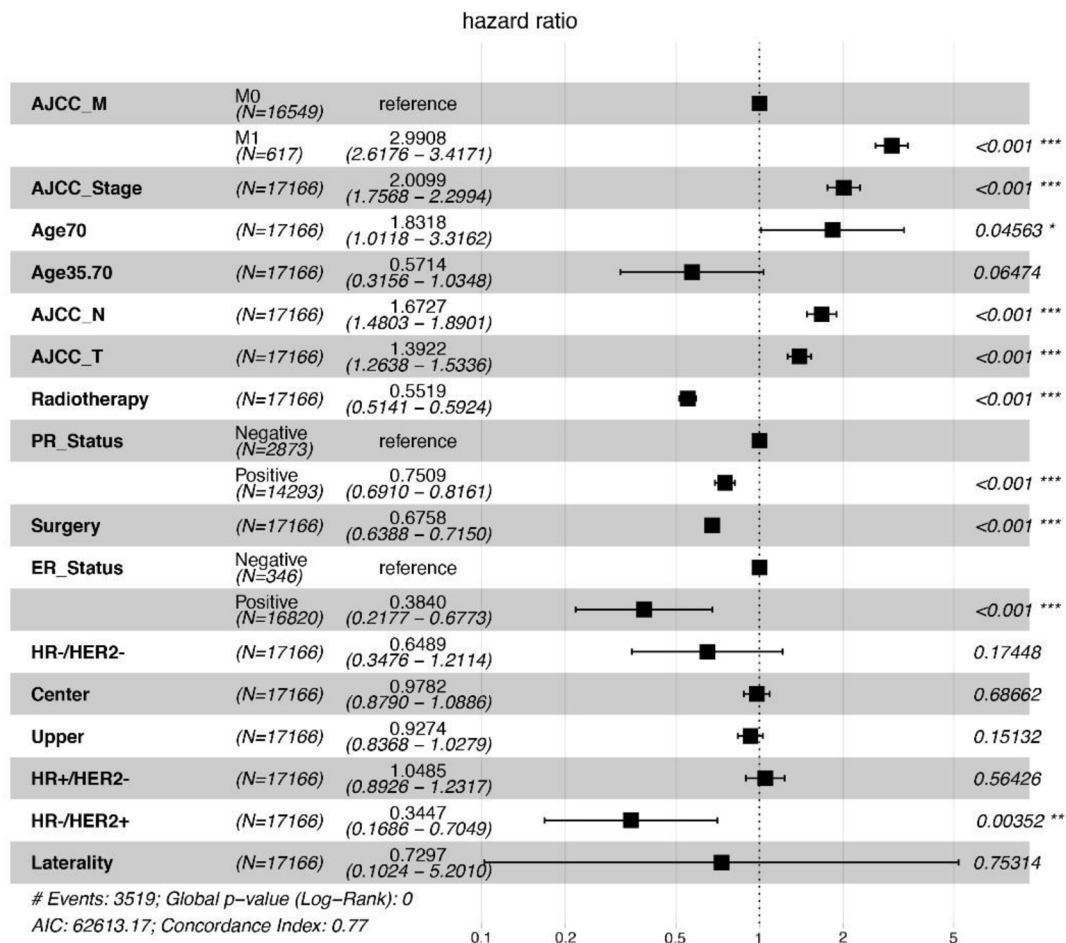 hazard ratio
AJCC_M M0 (N=16549) reference
M1 (N=617) 2.9908 (2.6176 – 3.4171) <0.001 ***
AJCC_Stage (N=17166) 2.0099 (1.7568 – 2.2994) <0.001 ***
Age70 (N=17166) 1.8318 (1.0118 – 3.3162) 0.04563 *
Age35.70 (N=17166) 0.5714 (0.3156 – 1.0348) 0.06474
AJCC_N (N=17166) 1.6727 (1.4803 – 1.8901) <0.001 ***
AJCC_T (N=17166) 1.3922 (1.2638 – 1.5336) <0.001 ***
Radiotherapy (N=17166) 0.5519 (0.5141 – 0.5924) <0.001 ***
PR_Status Negative (N=2873) reference
Positive (N=14293) 0.7509 (0.6910 – 0.8161) <0.001 ***
Surgery (N=17166) 0.6758 (0.6388 – 0.7150) <0.001 ***
ER_Status Negative (N=346) reference
Positive (N=16820) 0.3840 (0.2177 – 0.6773) <0.001 ***
HR-/HER2- (N=17166) 0.6489 (0.3476 – 1.2114) 0.17448
Center (N=17166) 0.9782 (0.8790 – 1.0886) 0.68662
Upper (N=17166) 0.9274 (0.8368 – 1.0279) 0.15132
HR+/HER2- (N=17166) 1.0485 (0.8926 – 1.2317) 0.56426
HR-/HER2+ (N=17166) 0.3447 (0.1686 – 0.7049) 0.00352 **
Laterality (N=17166) 0.7297 (0.1024 – 5.2010) 0.75314
# Events: 3519; Global p−value (Log−Rank): 0
AIC: 62613.17; Concordance Index: 0.77
0.1 0.2 0.5 1 2 5